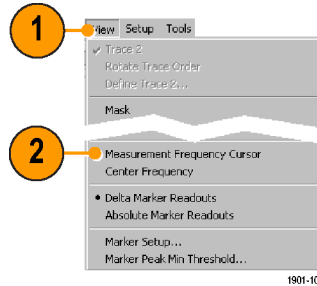 1
View Setup Tools
Trace 2
Rotate Trace Order
Define Trace 2...
Mask
2
Measurement Frequency Cursor
Center Frequency
Delta Marker Readouts
Absolute Marker Readouts
Marker Setup...
Marker Peak Min Threshold...
1901-10